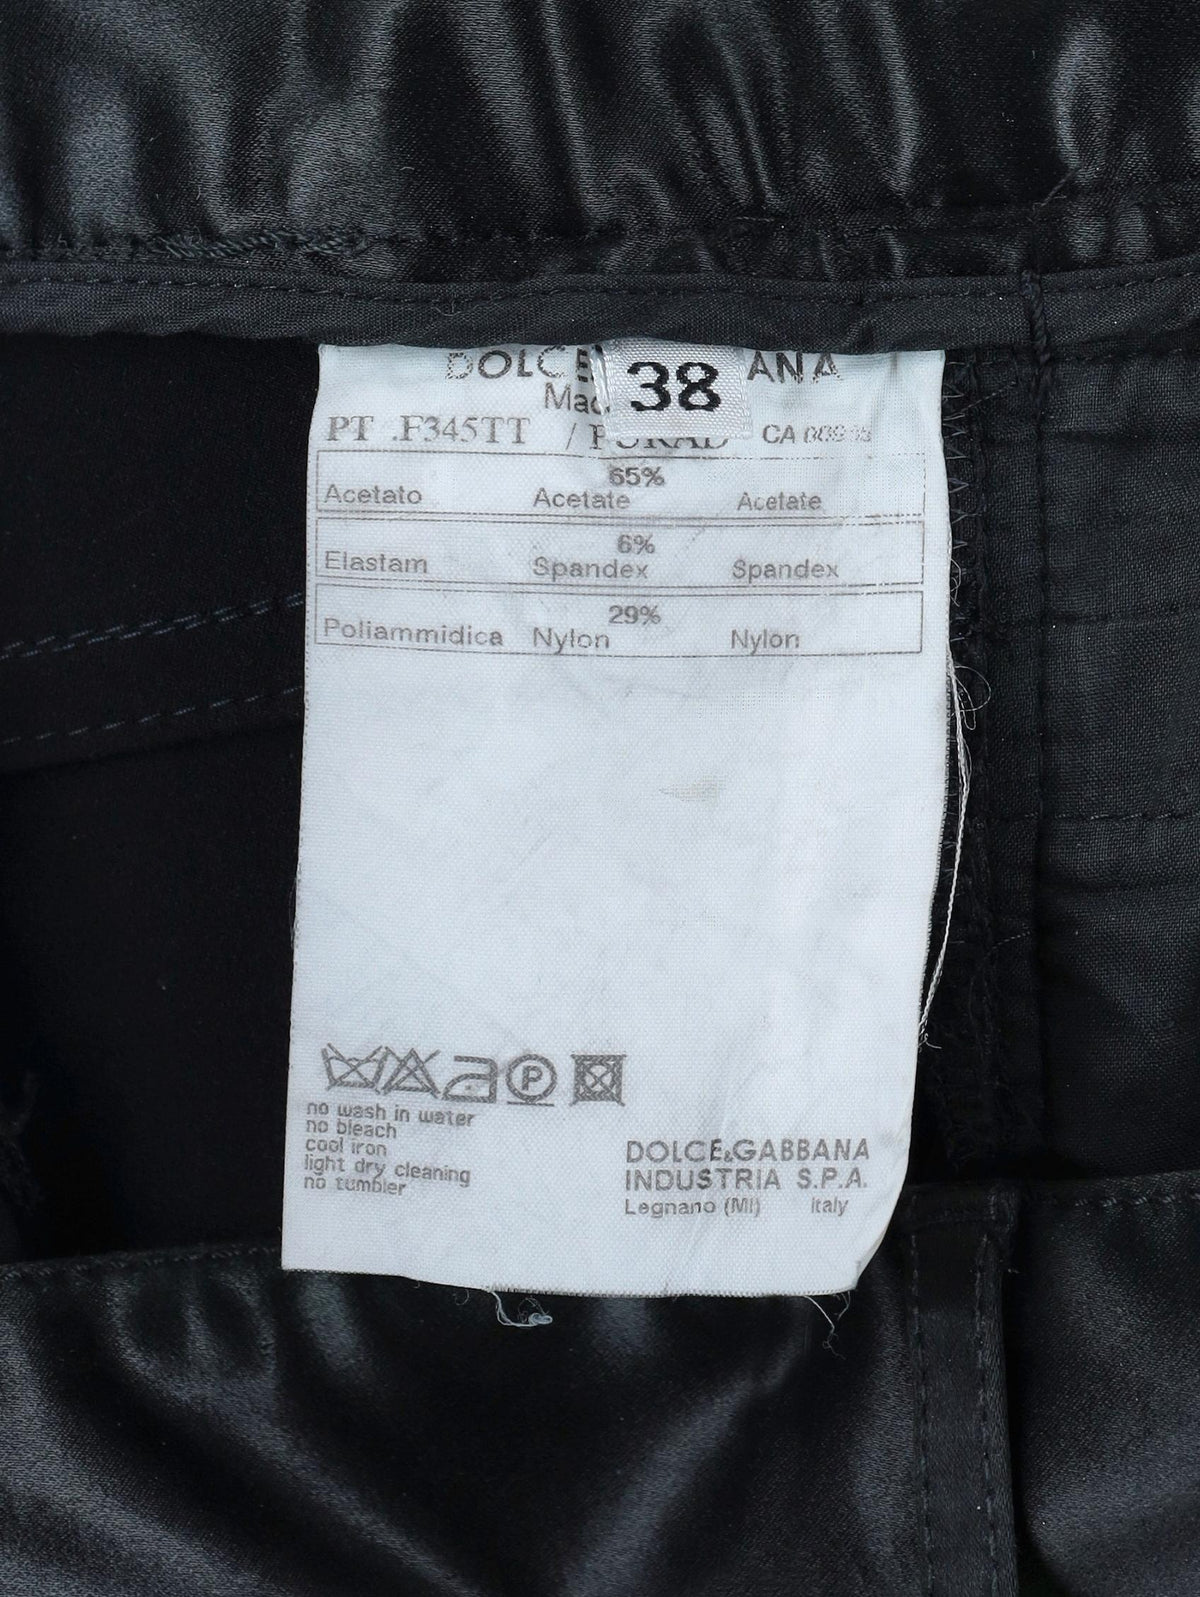 DOLCE ANA
38
PT .F345TT / CA
65%
Acetato Acetate Acetate
6%
Elastam Spandex Spandex
29%
Poliammidica Nylon Nylon
P
no wash in water
no bleach
cool iron
light dry cleaning
no tumbler
DOLCE&GABBANA
INDUSTRIA S.P.A.
Legnano (MI) Italy